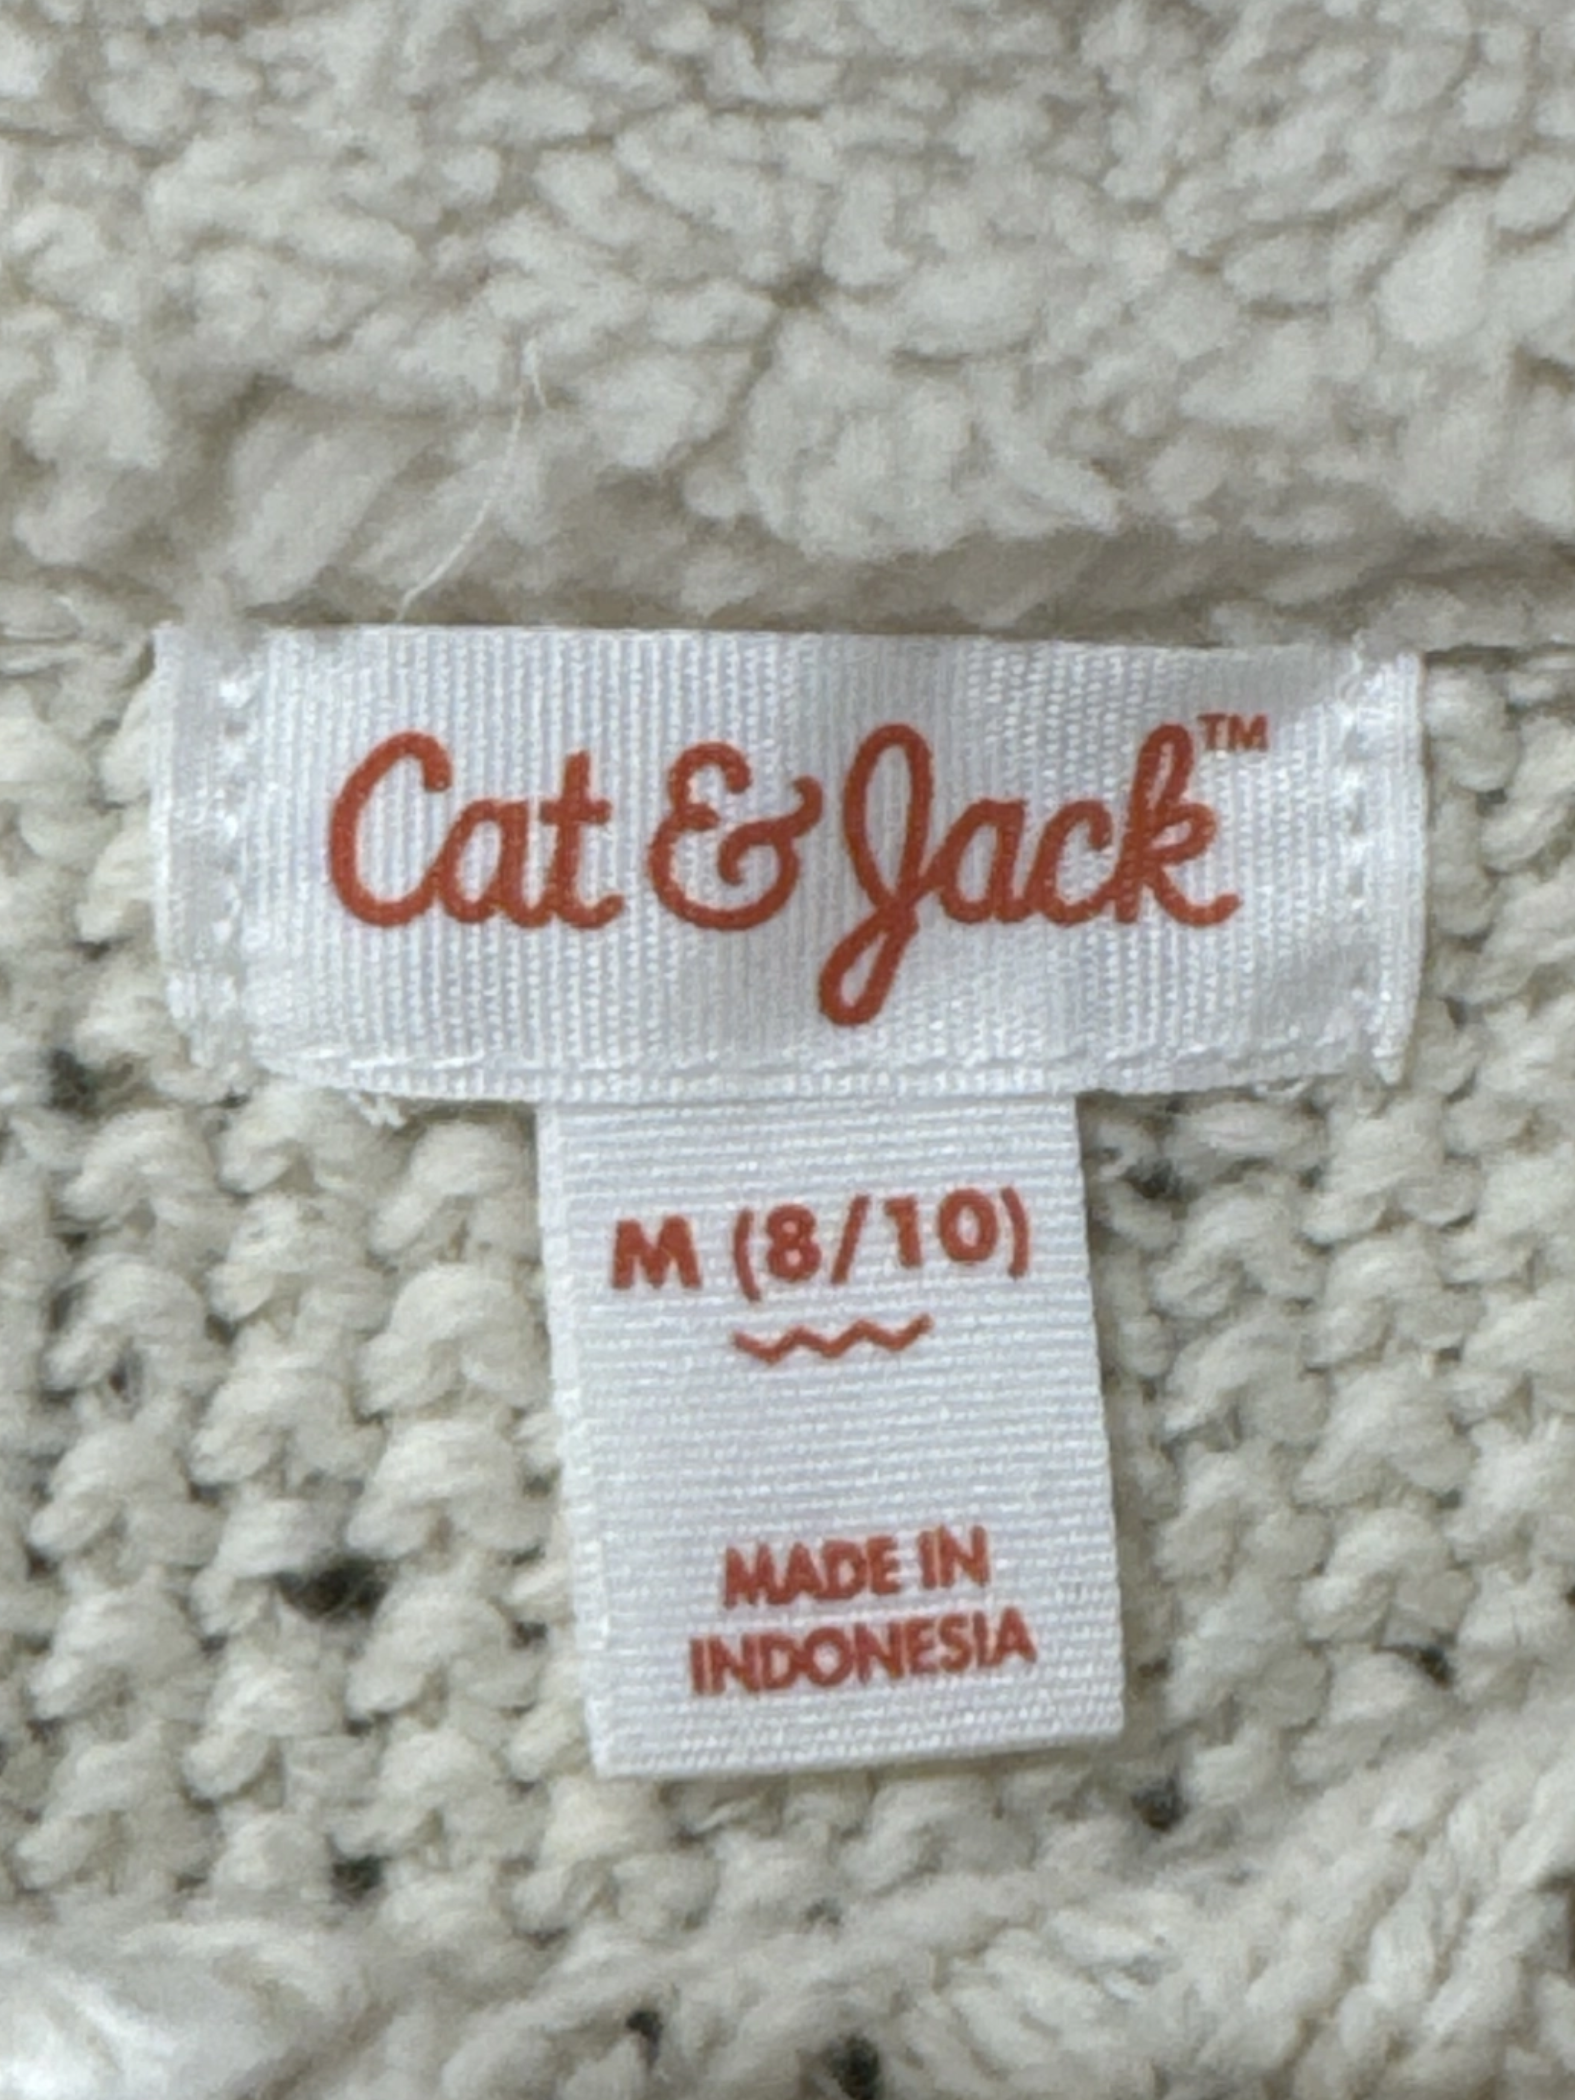 Cat & Jack™
M (8/10)
MADE IN
INDONESIA